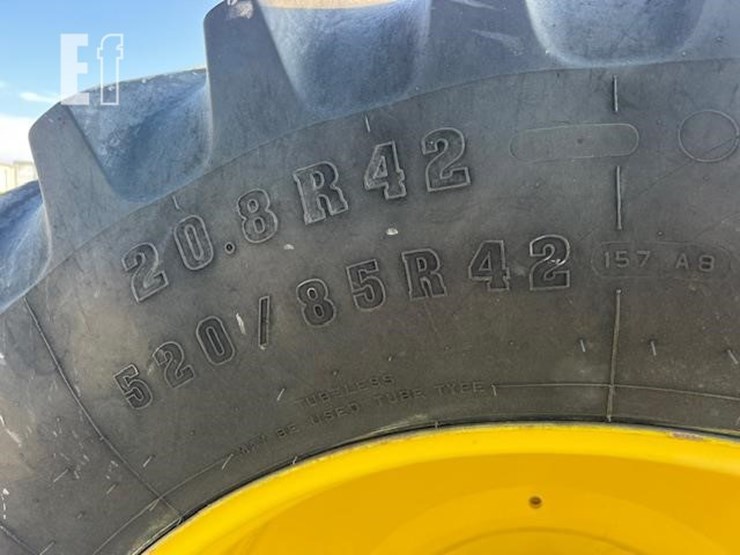 Ef
20.8R42
520/85R42
157 A8
TUBELESS
MAY BE USED TUBE TYPE